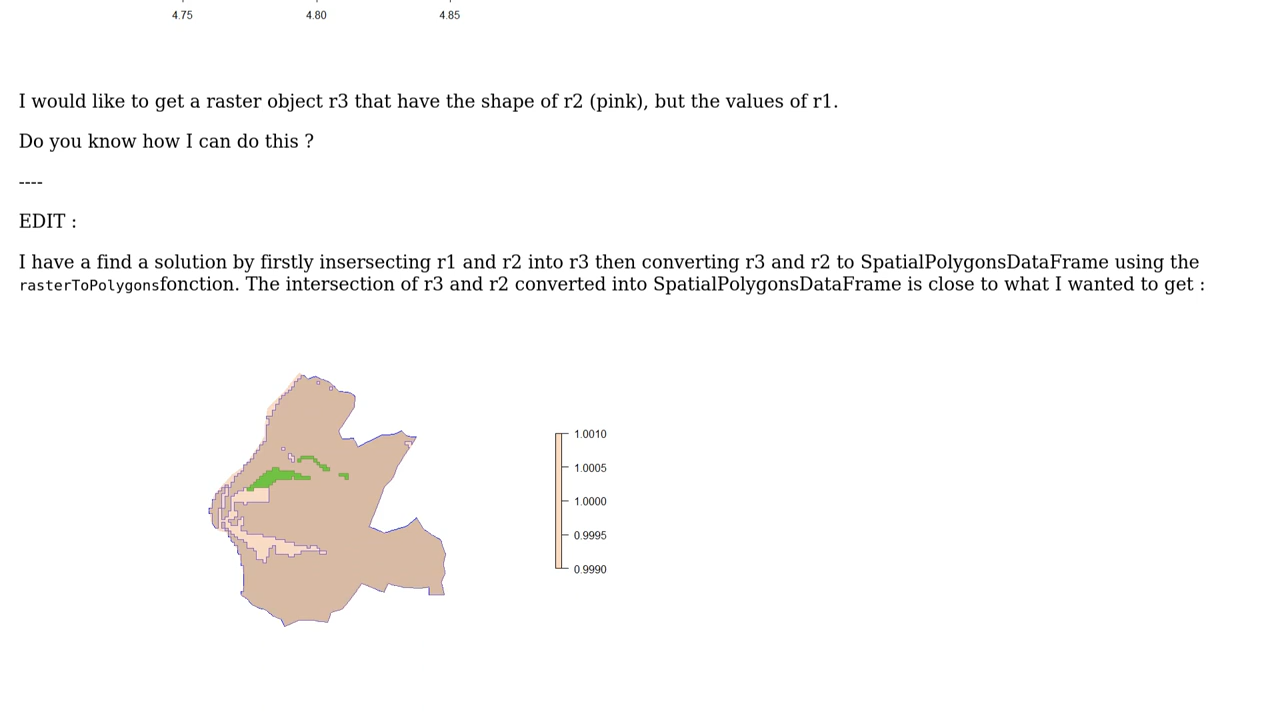 4.75 4.80 4.85
I would like to get a raster object r3 that have the shape of r2 (pink), but the values of r1.
Do you know how I can do this ?
----
EDIT :
I have a find a solution by firstly insersecting r1 and r2 into r3 then converting r3 and r2 to SpatialPolygonsDataFrame using the
rasterToPolygonsfonction. The intersection of r3 and r2 converted into SpatialPolygonsDataFrame is close to what I wanted to get :
1.0010
1.0005
1.0000
0.9995
0.9990